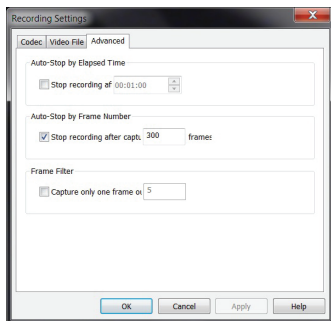 Recording Settings
Codec Video File Advanced
Auto-Stop by Elapsed Time
Stop recording af 00:01:00
Auto-Stop by Frame Number
Stop recording after captu 300 frames
Frame Filter
Capture only one frame ou 5
OK Cancel Apply Help